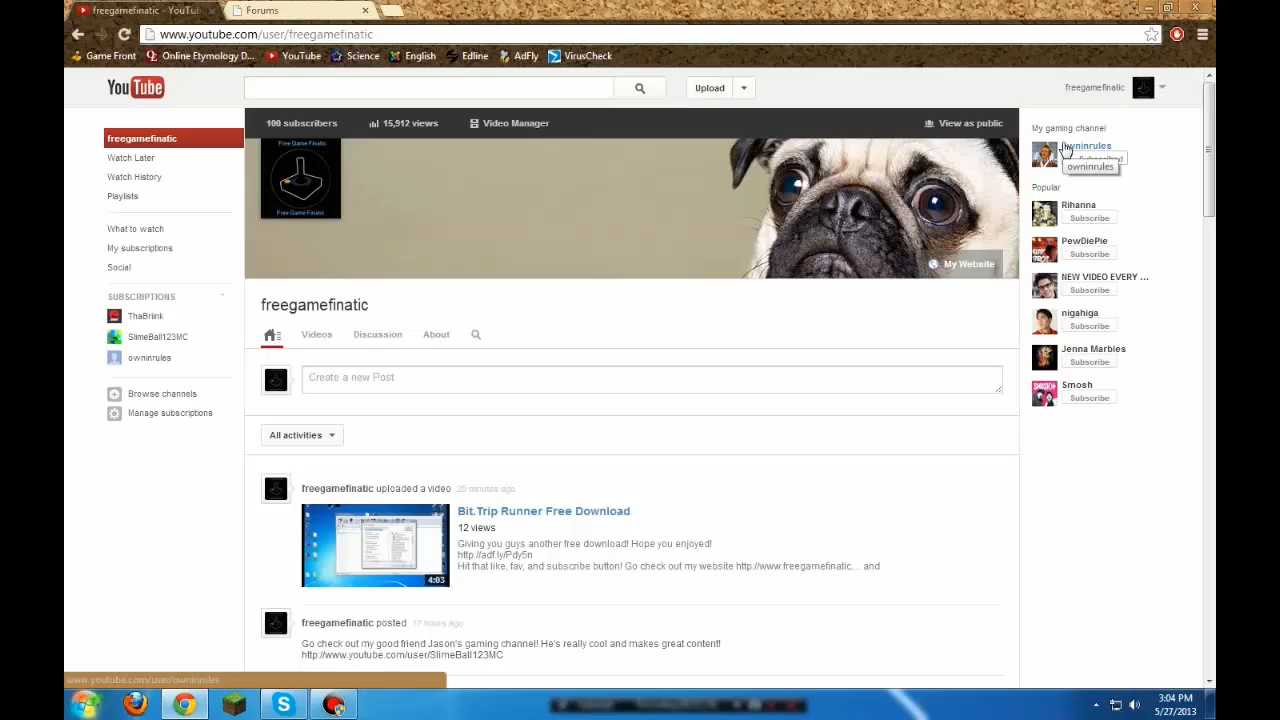 freegamefinatic - YouTub
Forums
www.youtube.com/user/freegamefinatic
Game Front
Online Etymology D...
YouTube
Science
English
Edline
AdFly
VirusCheck
YouTube
Upload
freegamefinatic
freegamefinatic
Watch Later
Watch History
Playlists
What to watch
My subscriptions
Social
SUBSCRIPTIONS
ThaBriink
SlimeBall123MC
owninrules
Browse channels
Manage subscriptions
100 subscribers
15,912 views
Video Manager
View as public
Free Game Finatic
Free Game Finatic
My Website
freegamefinatic
Videos
Discussion
About
Create a new Post
All activities
freegamefinatic uploaded a video 20 minutes ago
Bit.Trip Runner Free Download
12 views
Giving you guys another free download! Hope you enjoyed!
http://adf.ly/Pdy5n
Hit that like, fav, and subscribe button! Go check out my website http://www.freegamefinatic.... and
4:03
freegamefinatic posted 17 hours ago
Go check out my good friend Jason's gaming channel! He's really cool and makes great content!
http://www.youtube.com/user/SlimeBall123MC
My gaming channel
owninrules
Subscribed
owninrules
Popular
Rihanna
Subscribe
PewDiePie
Subscribe
NEW VIDEO EVERY ...
Subscribe
nigahiga
Subscribe
Jenna Marbles
Subscribe
Smosh
Subscribe
www.youtube.com/user/owninrules
3:04 PM
5/27/2013